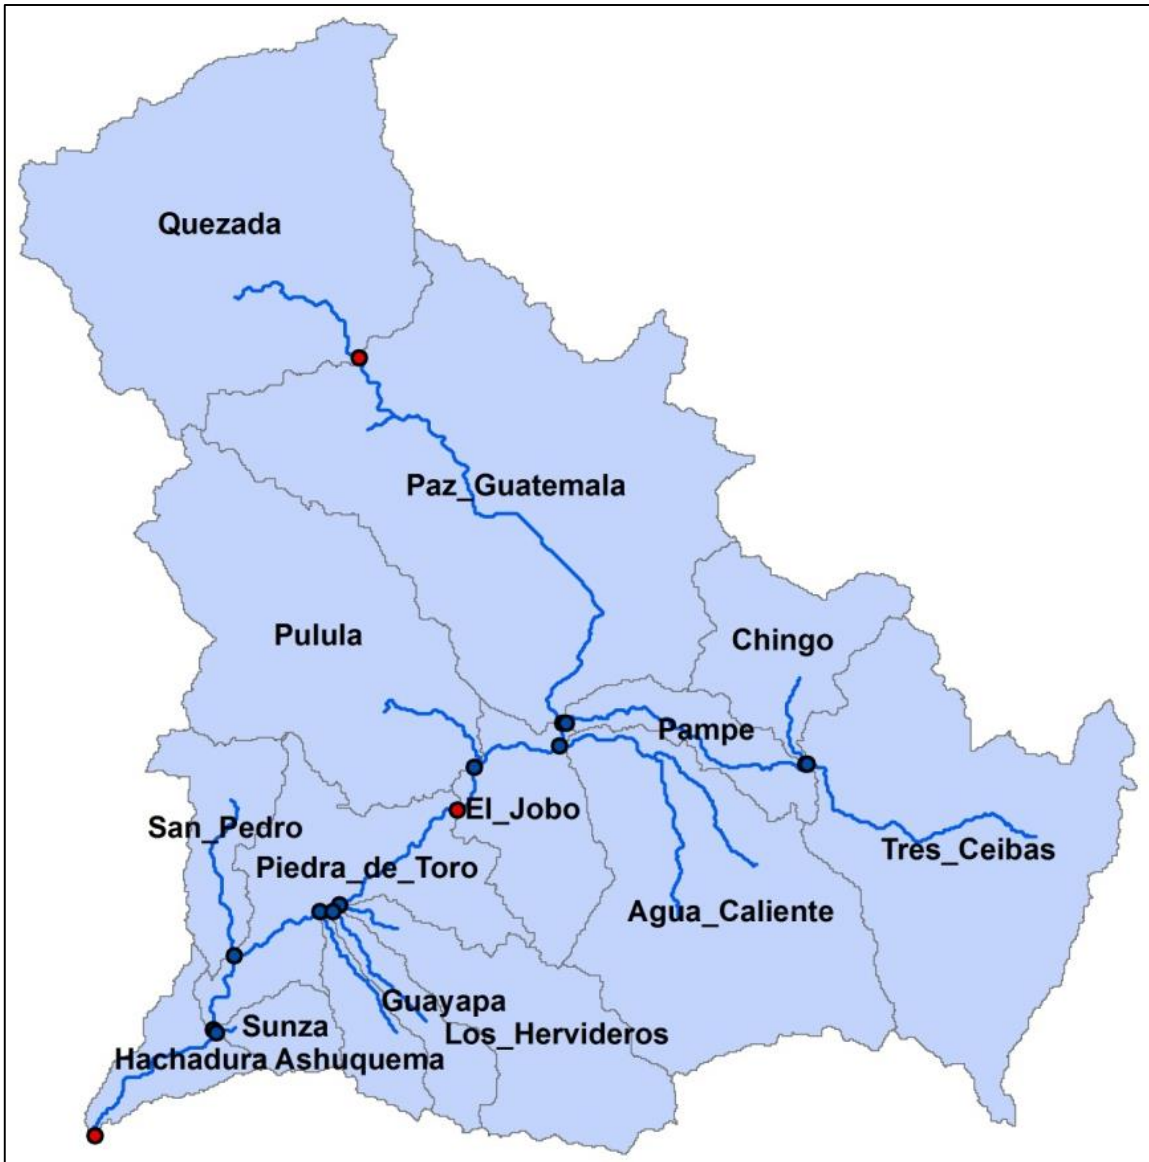 Quezada
Paz_Guatemala
Pulula
Chingo
Pampe
El_Jobo
San_Pedro
Tres_Ceibas
Piedra_de_Toro
Agua_Caliente
Guayapa
Sunza
Los_Hervideros
Hachadura Ashuquema